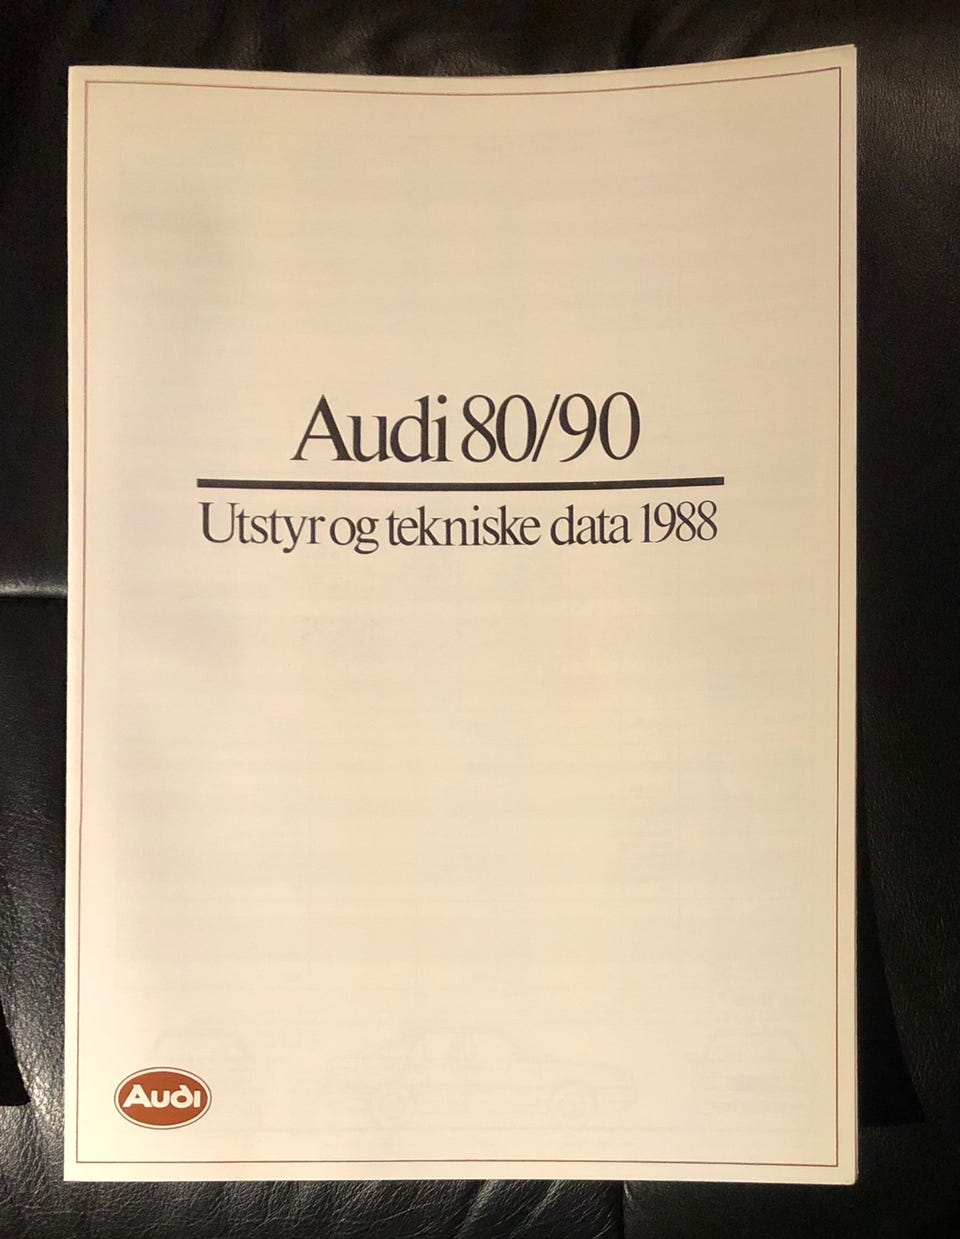 Audi 80/90
Utstyr og tekniske data 1988
Audi